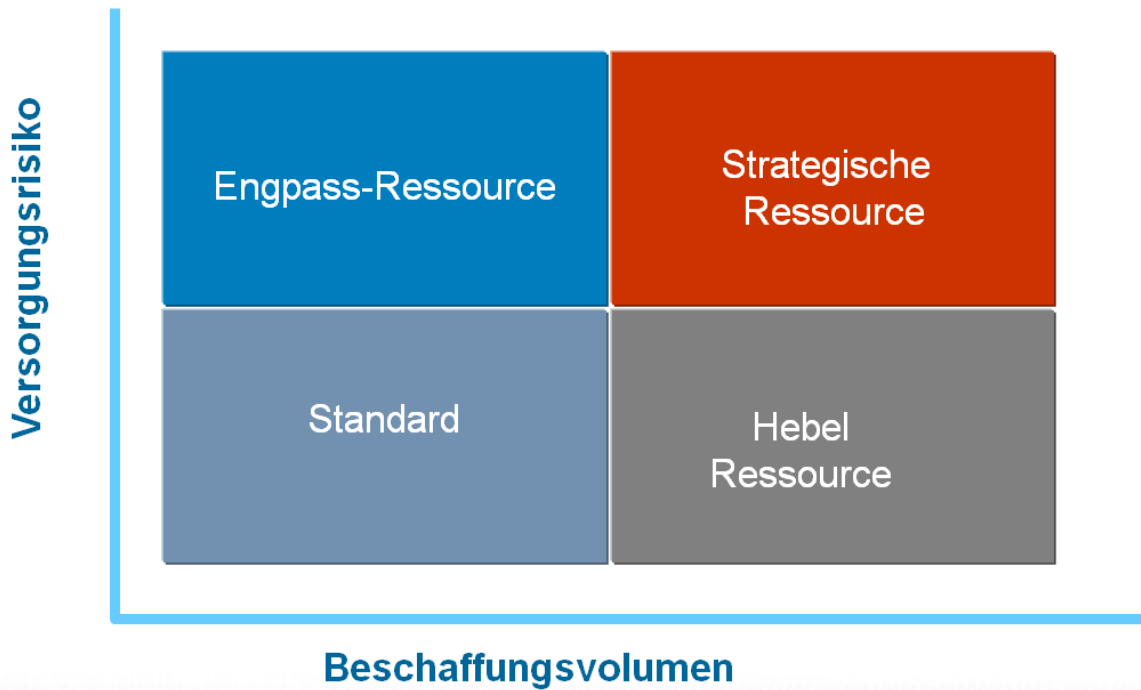 Versorgungsrisiko
Engpass-Ressource
Strategische
Ressource
Standard
Hebel
Ressource
Beschaffungsvolumen